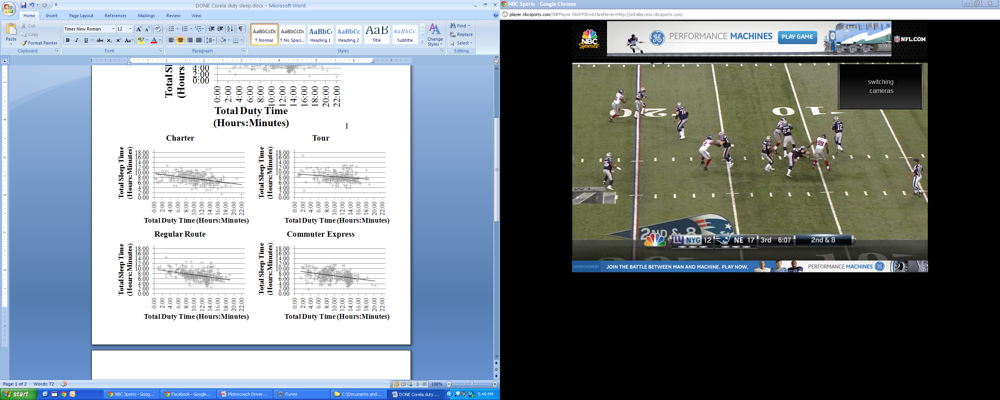 DONE Corela duty sleep.docx - Microsoft Word
Home Insert Page Layout References Mailings Review View
Paste
Cut
Copy
Format Painter
Clipboard
Times New Roman 12
Font
Paragraph
AaBbCcDc AaBbCcDc AaBbC AaBbCc AaB AaBbCc.
¶ Normal ¶ No Spaci... Heading 1 Heading 2 Title Subtitle
Change Styles
Styles
Find
Replace
Select
Editing
Total Sl
(Hours:
4:00
2:00
0:00
0:00 2:00 4:00 6:00 8:00 10:00 12:00 14:00 16:00 18:00 20:00 22:00
Total Duty Time
(Hours:Minutes)
Charter
Total Sleep Time
(Hours:Minutes)
18:00
16:00
14:00
12:00
10:00
8:00
6:00
4:00
2:00
0:00
0:00 2:00 4:00 6:00 8:00 10:00 12:00 14:00 16:00 18:00 20:00 22:00
Total Duty Time (Hours:Minutes)
Tour
Total Sleep Time
(Hours:Minutes)
18:00
16:00
14:00
12:00
10:00
8:00
6:00
4:00
2:00
0:00
0:00 2:00 4:00 6:00 8:00 10:00 12:00 14:00 16:00 18:00 20:00 22:00
Total Duty Time (Hours:Minutes)
Regular Route
Total Sleep Time
(Hours:Minutes)
18:00
16:00
14:00
12:00
10:00
8:00
6:00
4:00
2:00
0:00
0:00 2:00 4:00 6:00 8:00 10:00 12:00 14:00 16:00 18:00 20:00 22:00
Total Duty Time (Hours:Minutes)
Commuter Express
Total Sleep Time
(Hours:Minutes)
18:00
16:00
14:00
12:00
10:00
8:00
6:00
4:00
2:00
0:00
0:00 2:00 4:00 6:00 8:00 10:00 12:00 14:00 16:00 18:00 20:00 22:00
Total Duty Time (Hours:Minutes)
Page: 1 of 2 Words: 72 100%
start NBC Sports - Goog... Facebook - Google... Motorcoach Driver... iTunes C:\Documents and... DONE Corela duty ... 5:49 PM
NBC Sports - Google Chrome
player.nbcsports.com/SNFPlayer.html?PID=61&referrer=http://snfallaccess.nbcsports.com/
NBC
Sports
GE PERFORMANCE MACHINES PLAY GAME
NFL.COM
switching
cameras
20 10
76
54
12
99
2ND & 8
NYG 12 NE 17 3rd 6:07 2nd & 8
ADVERTISEMENT JOIN THE BATTLE BETWEEN MAN AND MACHINE. PLAY NOW. PERFORMANCE MACHINES GE